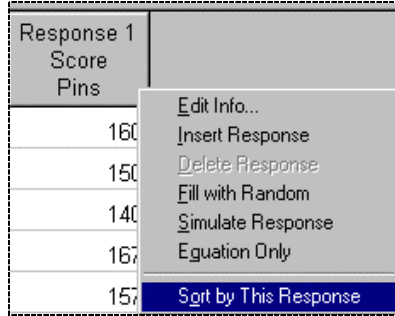 Response 1
Score
Pins
160
150
140
167
157
Edit Info...
Insert Response
Delete Response
Fill with Random
Simulate Response
Equation Only
Sort by This Response